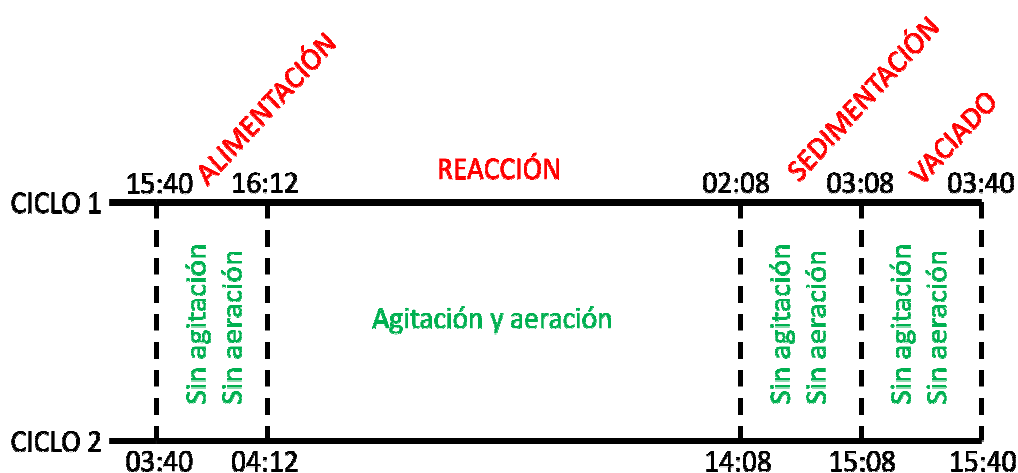 ALIMENTACIÓN
REACCIÓN
SEDIMENTACIÓN
VACIADO
15:40
16:12
02:08
03:08
03:40
CICLO 1
Sin agitación
Sin aeración
Agitación y aeración
Sin agitación
Sin aeración
Sin agitación
Sin aeración
CICLO 2
03:40
04:12
14:08
15:08
15:40